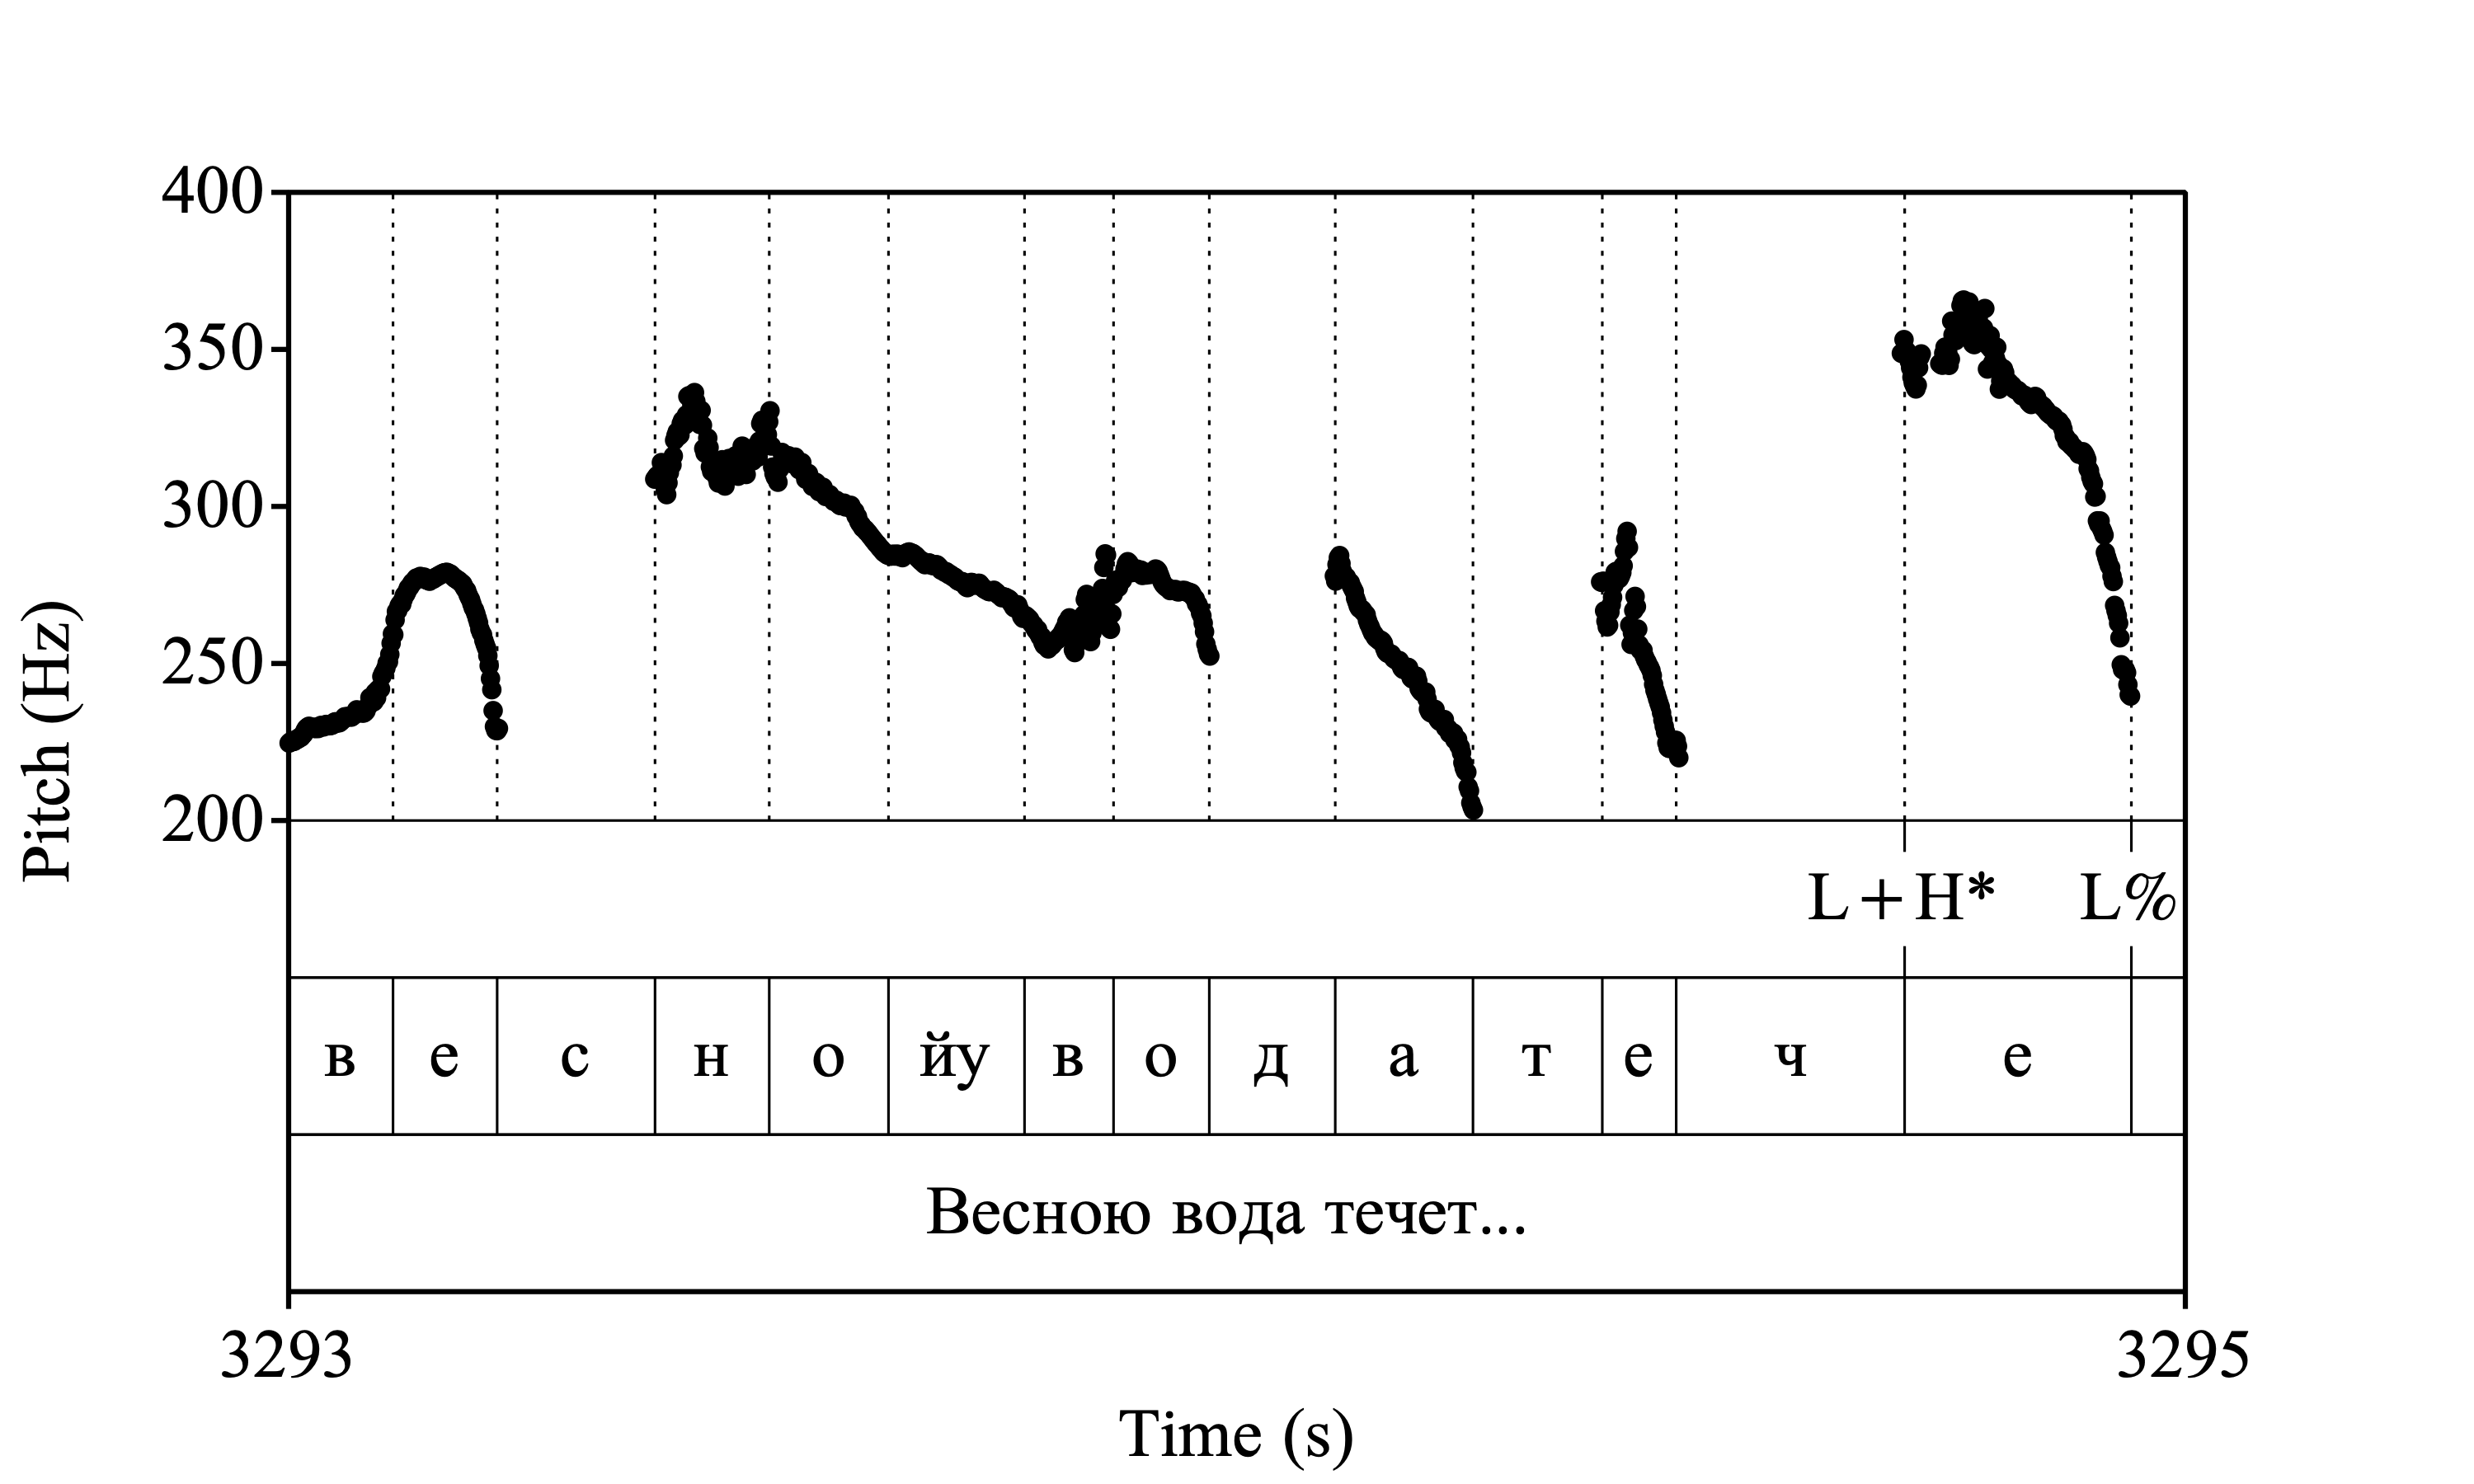 400
350
300
250
200
Pitch (Hz)
L+H* L%
в е с н о йу в о д а т е ч е
Весною вода течет...
3293 3295
Time (s)